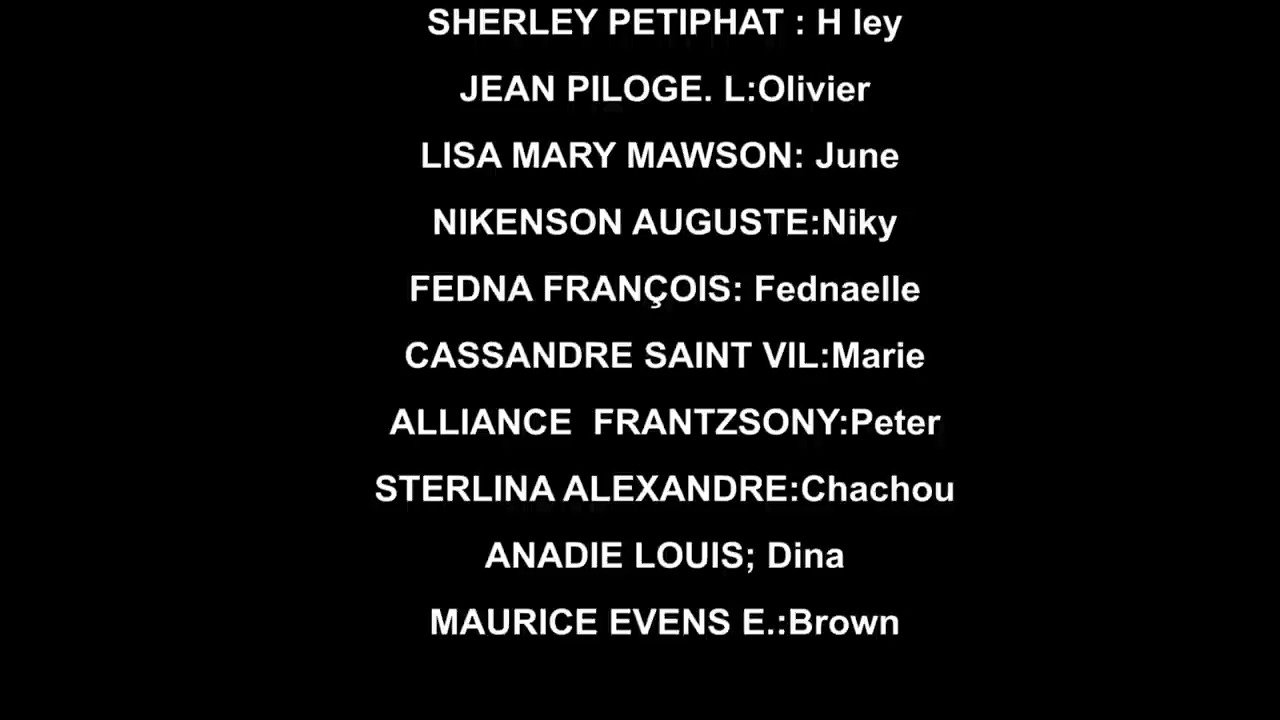 SHERLEY PETIPHAT : H ley
JEAN PILOGE. L:Olivier
LISA MARY MAWSON: June
NIKENSON AUGUSTE:Niky
FEDNA FRANÇOIS: Fednaelle
CASSANDRE SAINT VIL:Marie
ALLIANCE  FRANTZSONY:Peter
STERLINA ALEXANDRE:Chachou
ANADIE LOUIS; Dina
MAURICE EVENS E.:Brown